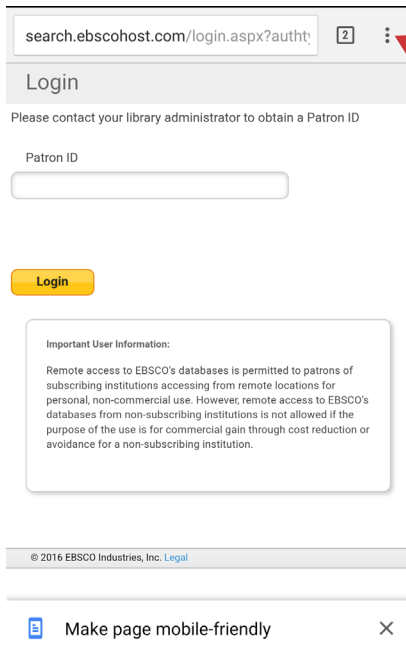 search.ebscohost.com/login.aspx?authty
2
Login
Please contact your library administrator to obtain a Patron ID
Patron ID
Login
Important User Information:
Remote access to EBSCO's databases is permitted to patrons of
subscribing institutions accessing from remote locations for
personal, non-commercial use. However, remote access to EBSCO's
databases from non-subscribing institutions is not allowed if the
purpose of the use is for commercial gain through cost reduction or
avoidance for a non-subscribing institution.
© 2016 EBSCO Industries, Inc. Legal
Make page mobile-friendly